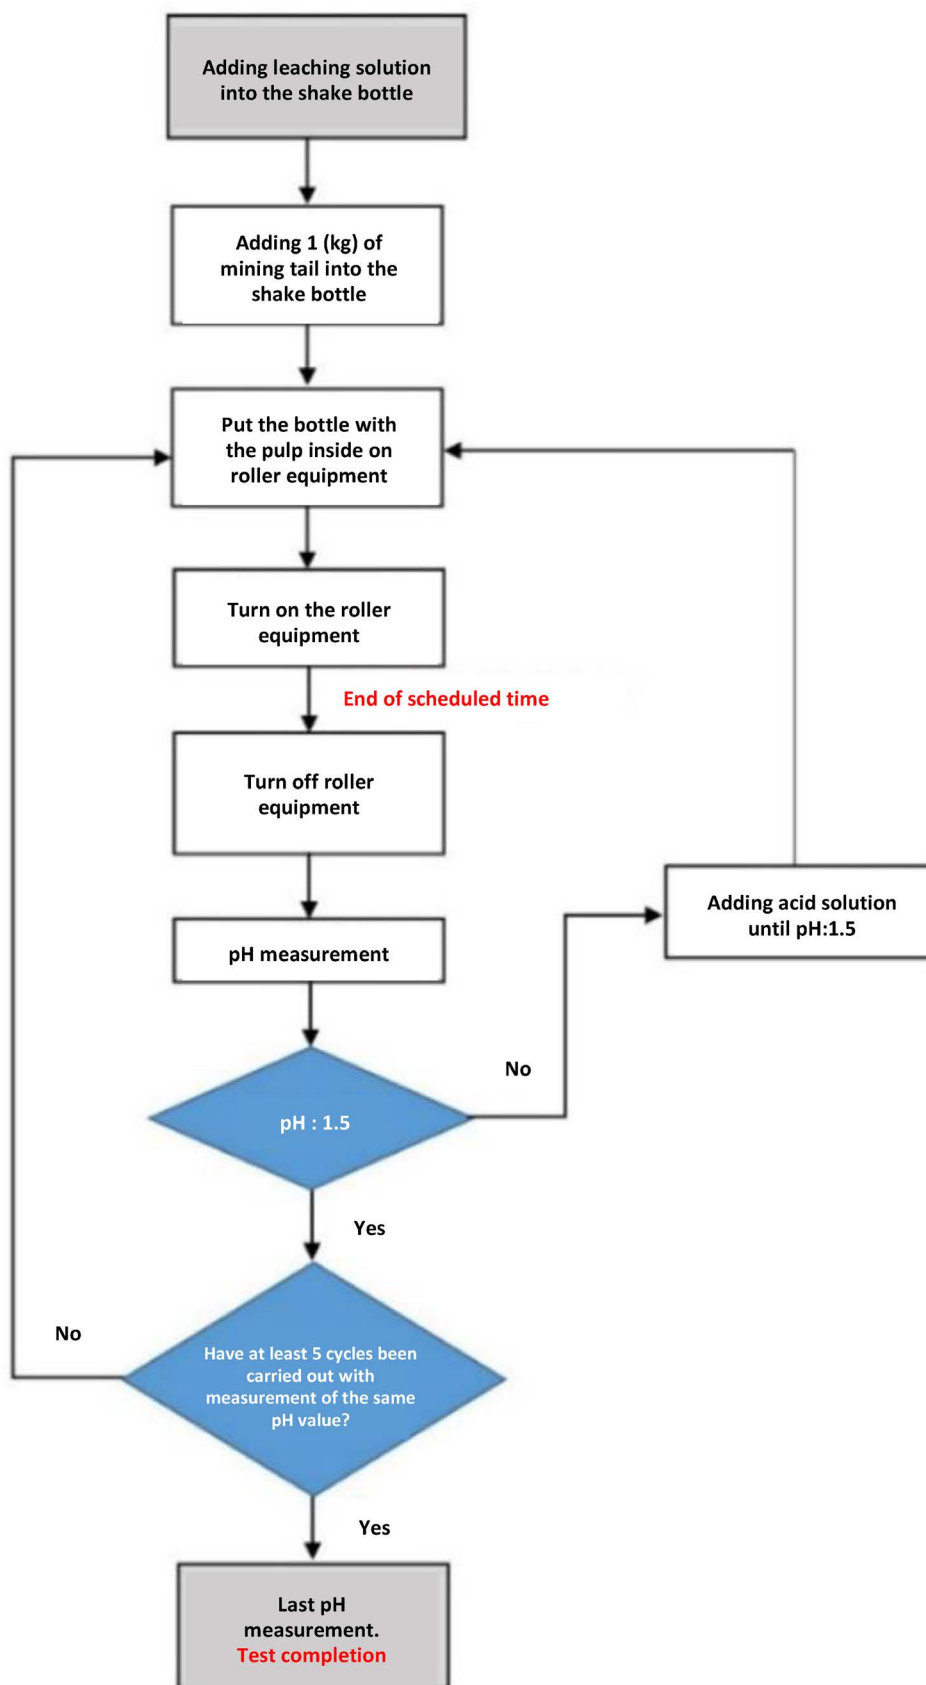 Adding leaching solution
into the shake bottle
Adding 1 (kg) of
mining tail into the
shake bottle
Put the bottle with
the pulp inside on
roller equipment
Turn on the roller
equipment
End of scheduled time
Turn off roller
equipment
pH measurement
Adding acid solution
until pH:1.5
No
pH : 1.5
Yes
No
Have at least 5 cycles been
carried out with
measurement of the same
pH value?
Yes
Last pH
measurement.
Test completion